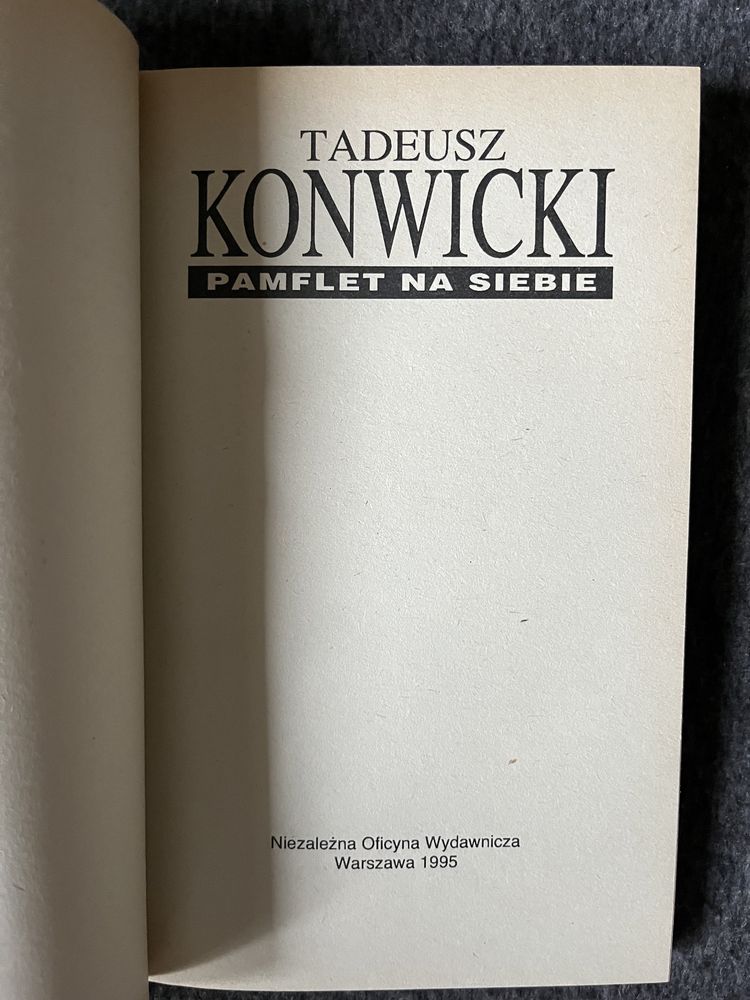 TADEUSZ
KONWICKI
PAMFLET NA SIEBIE
Niezależna Oficyna Wydawnicza
Warszawa 1995